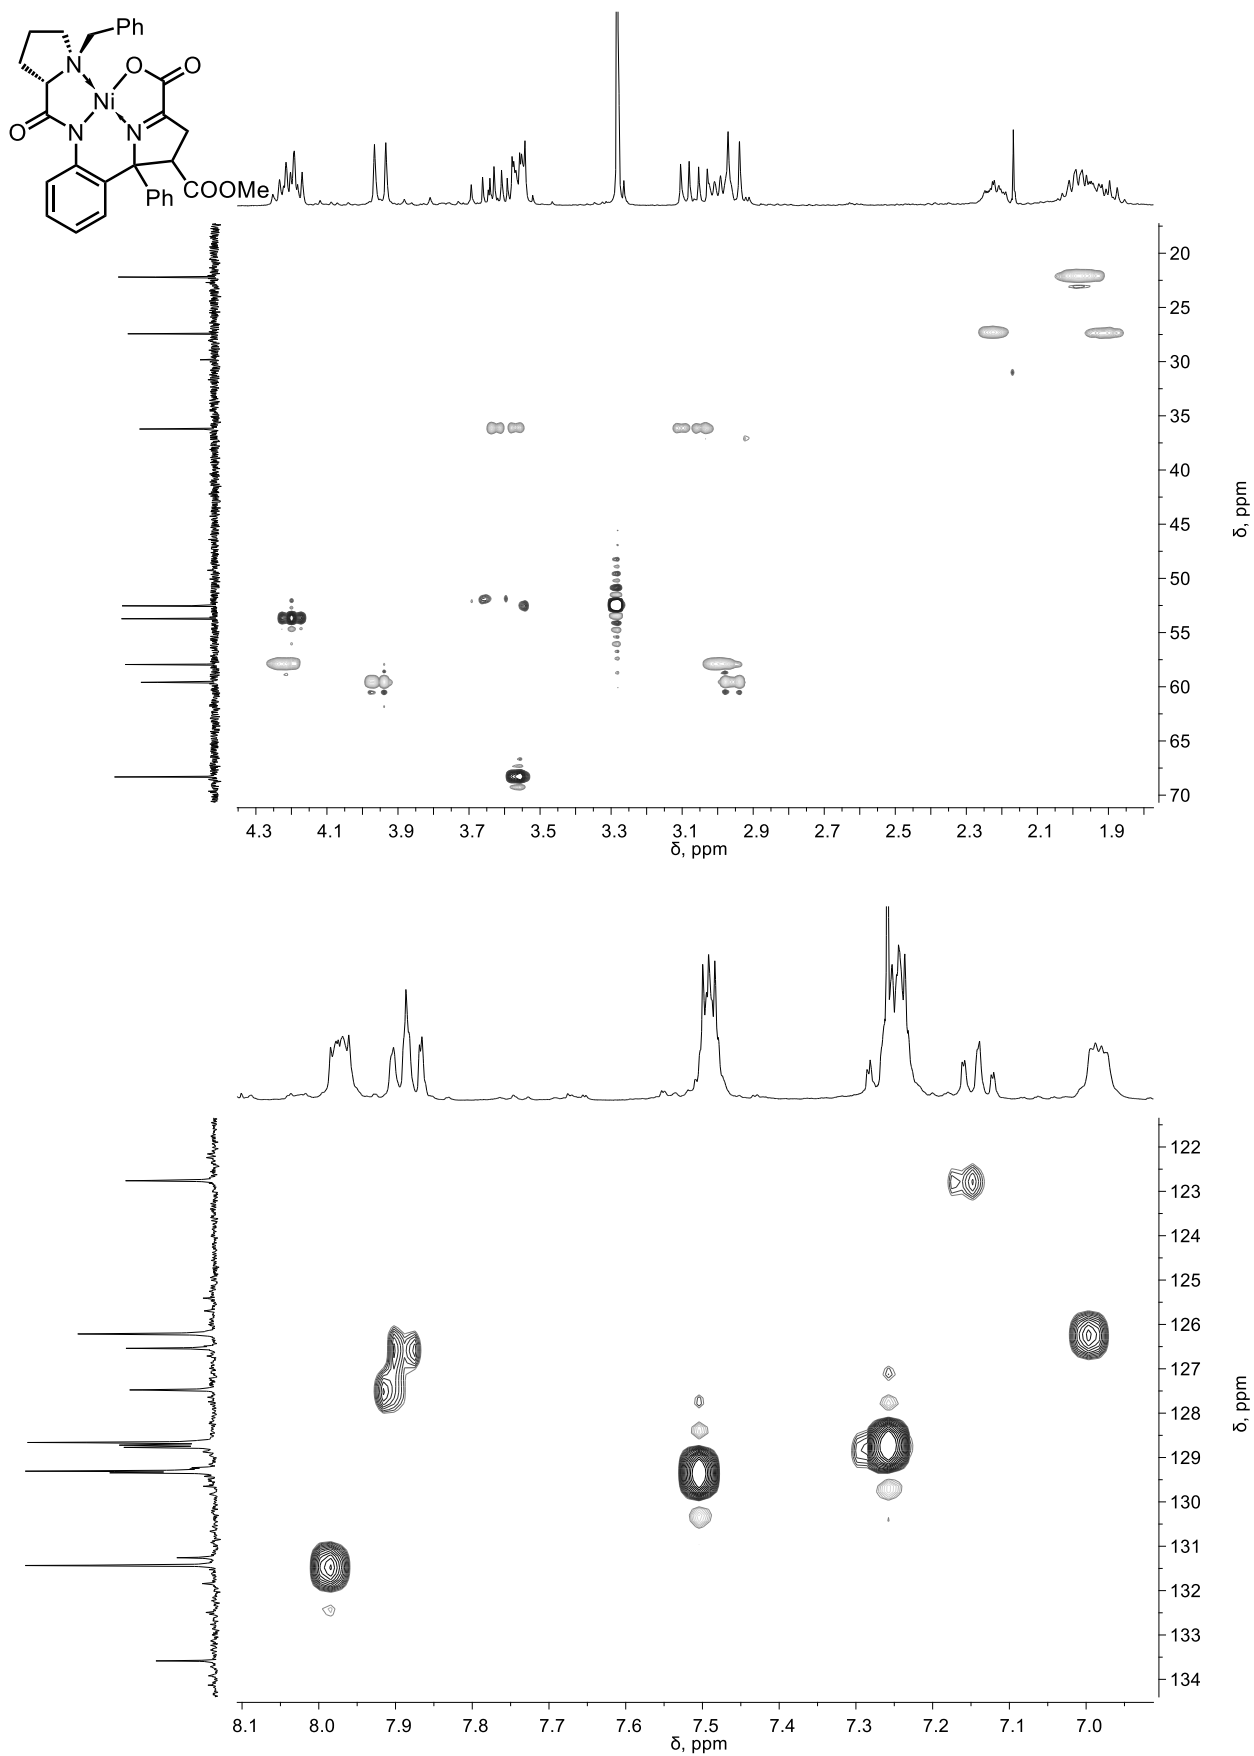 Ph
N
O
O
Ni
O
N
N
Ph
COOMe
20
25
30
35
40
45
50
55
60
65
70
δ, ppm
4.3 4.1 3.9 3.7 3.5 3.3 3.1 2.9 2.7 2.5 2.3 2.1 1.9
δ, ppm
122
123
124
125
126
127
128
129
130
131
132
133
134
δ, ppm
8.1 8.0 7.9 7.8 7.7 7.6 7.5 7.4 7.3 7.2 7.1 7.0
δ, ppm